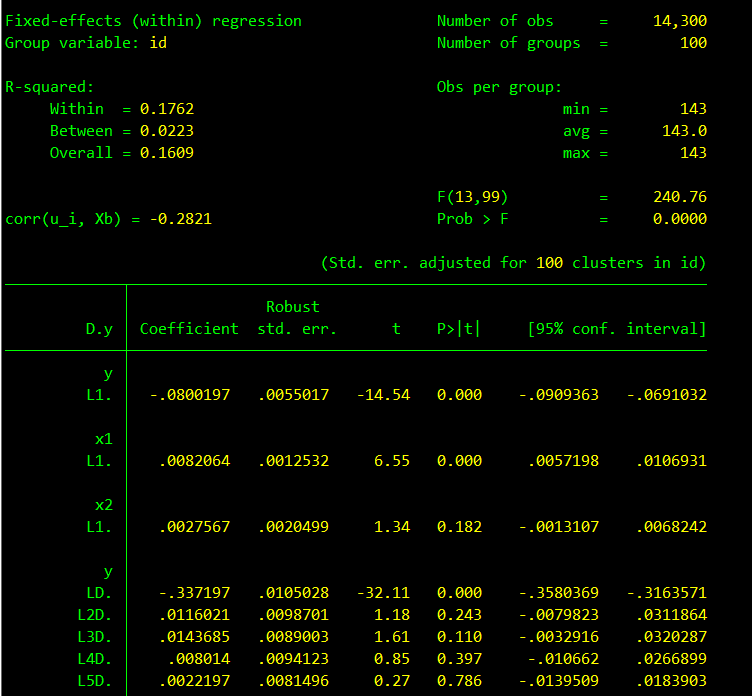 Fixed-effects (within) regression Number of obs = 14,300
Group variable: id Number of groups = 100
R-squared: Obs per group:
Within = 0.1762 min = 143
Between = 0.0223 avg = 143.0
Overall = 0.1609 max = 143
F(13,99) = 240.76
corr(u_i, Xb) = -0.2821 Prob > F = 0.0000
(Std. err. adjusted for 100 clusters in id)
Robust
D.y Coefficient std. err. t P>|t| [95% conf. interval]
y
L1. -.0800197 .0055017 -14.54 0.000 -.0909363 -.0691032
x1
L1. .0082064 .0012532 6.55 0.000 .0057198 .0106931
x2
L1. .0027567 .0020499 1.34 0.182 -.0013107 .0068242
y
LD. -.337197 .0105028 -32.11 0.000 -.3580369 -.3163571
L2D. .0116021 .0098701 1.18 0.243 -.0079823 .0311864
L3D. .0143685 .0089003 1.61 0.110 -.0032916 .0320287
L4D. .008014 .0094123 0.85 0.397 -.010662 .0266899
L5D. .0022197 .0081496 0.27 0.786 -.0139509 .0183903